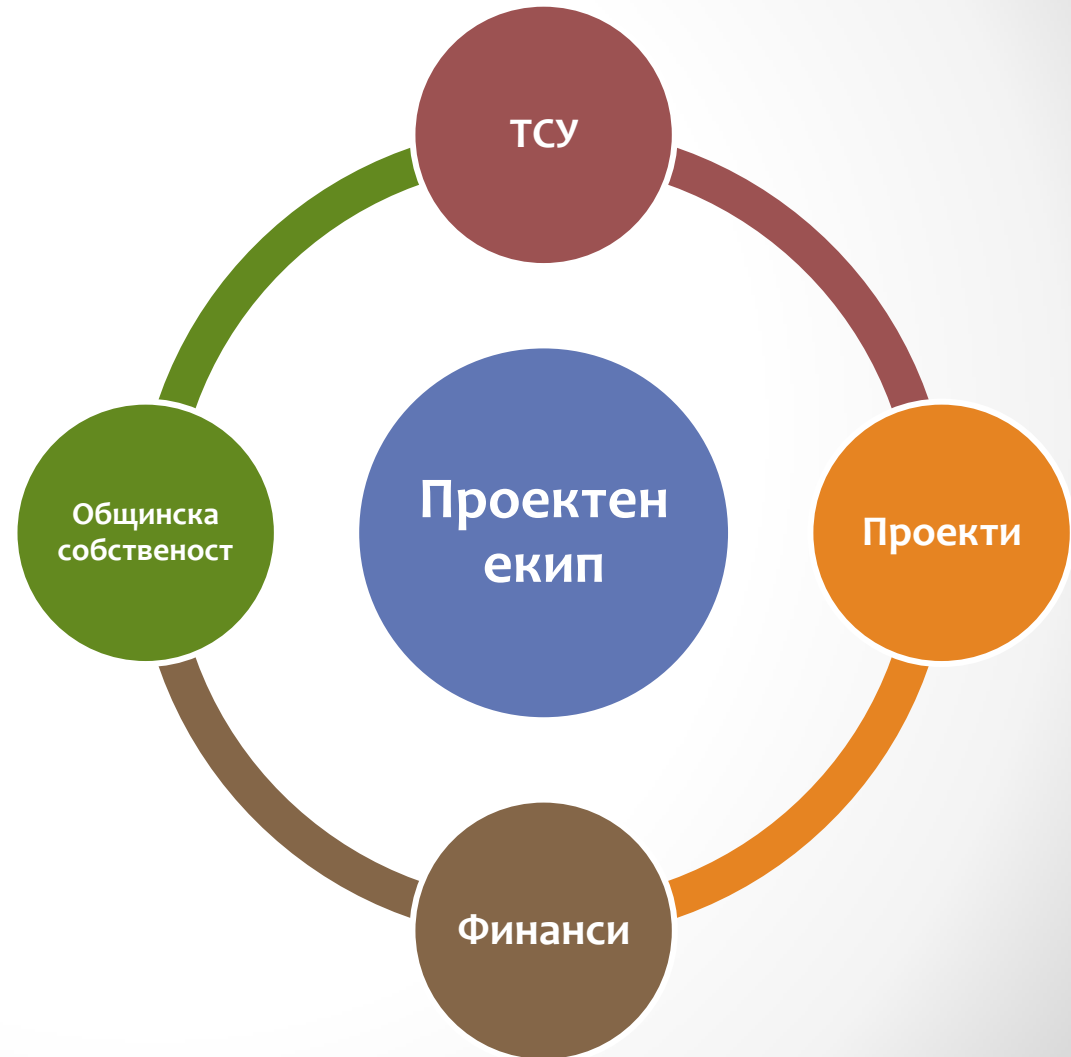 ТСУ
Общинска
собственост
Проектен
екип
Проекти
Финанси